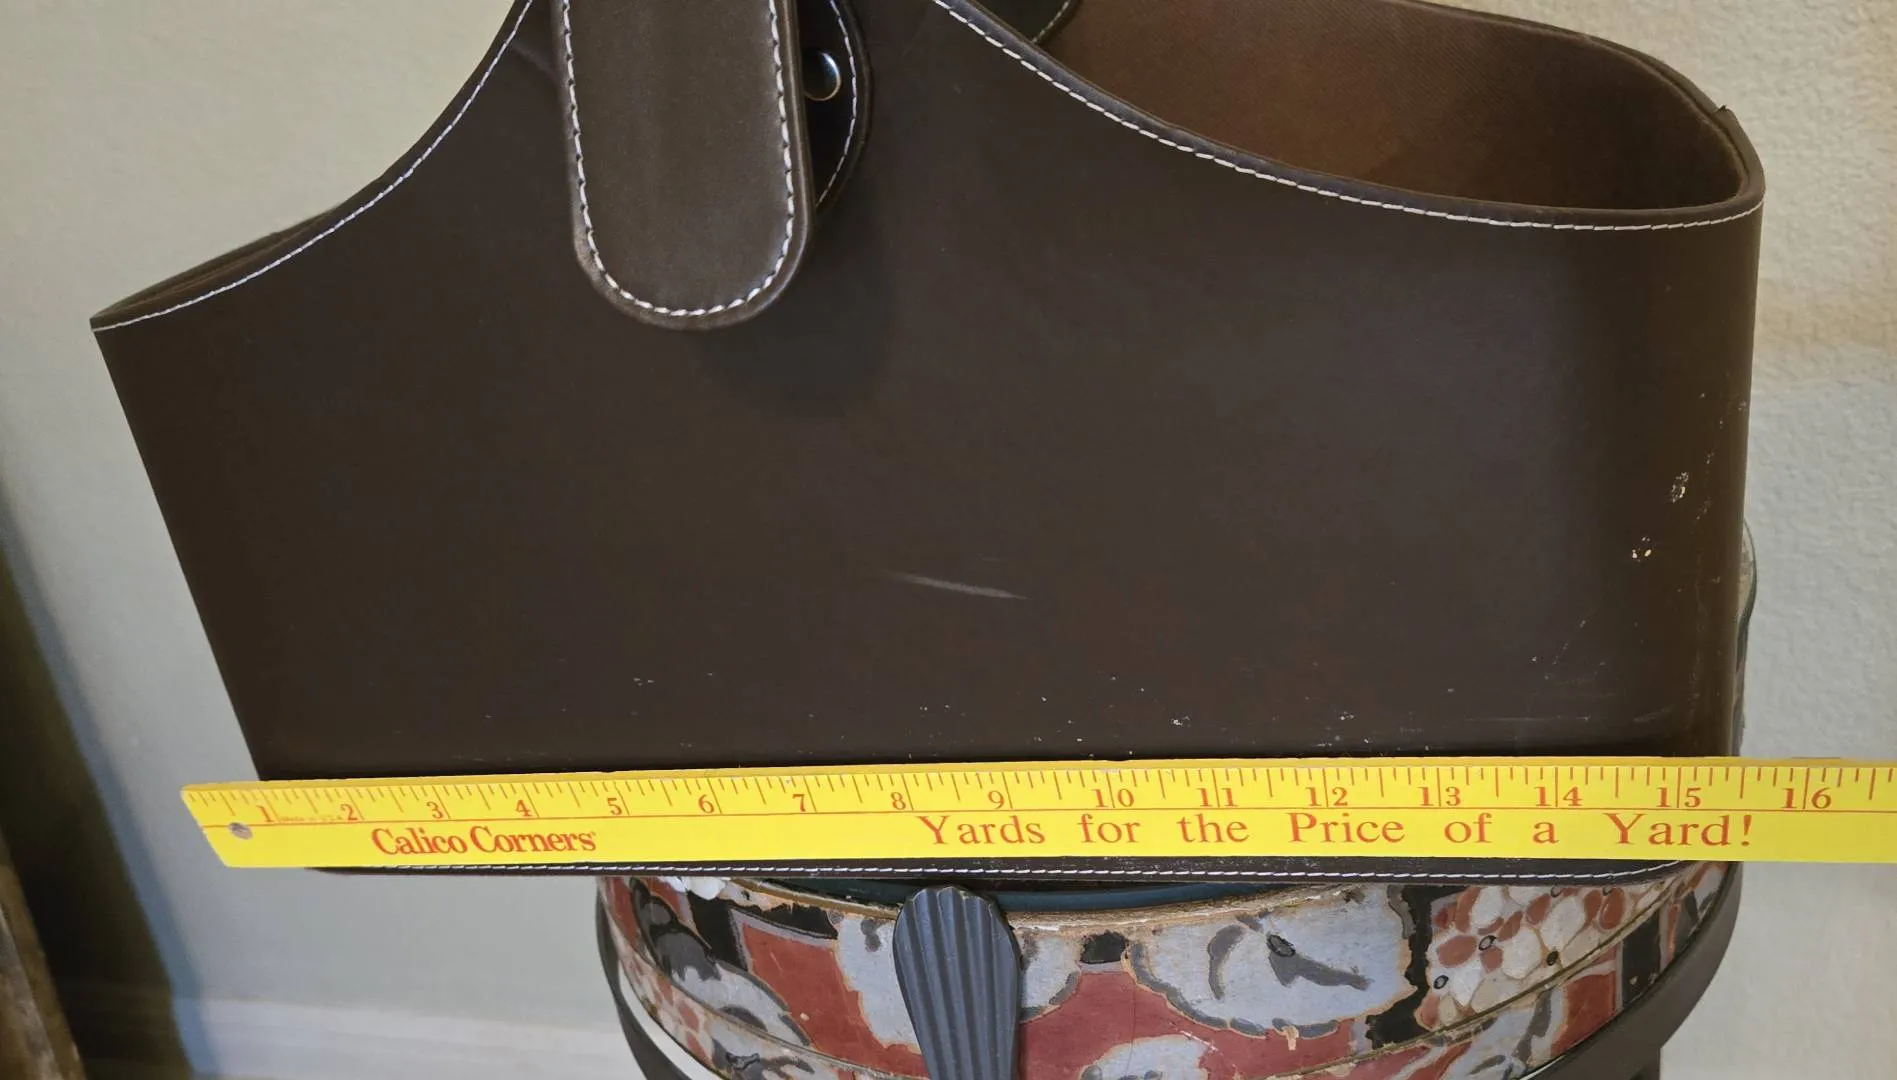 1 2 3 4 5 6 7 8 9 10 11 12 13 14 15 16
Calico Corners
Yards for the Price of a Yard!